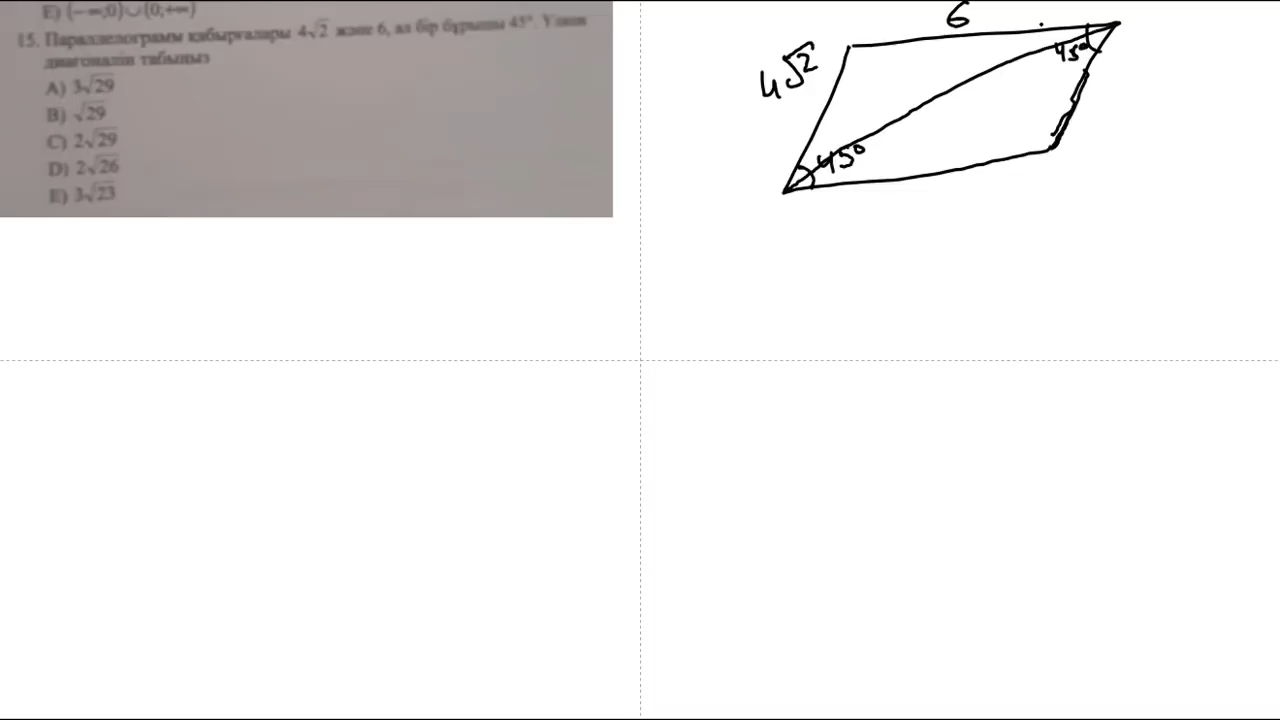 E) (−∞;0)∪(0;+∞)
15. Параллелограмм қабырғалары 4√2 және 6, ал бір бұрышы 45°. Үлкен
диагоналін табыңыз
A) 3√29
B) √29
C) 2√29
D) 2√26
E) 3√23
6
4√2
45°
45°